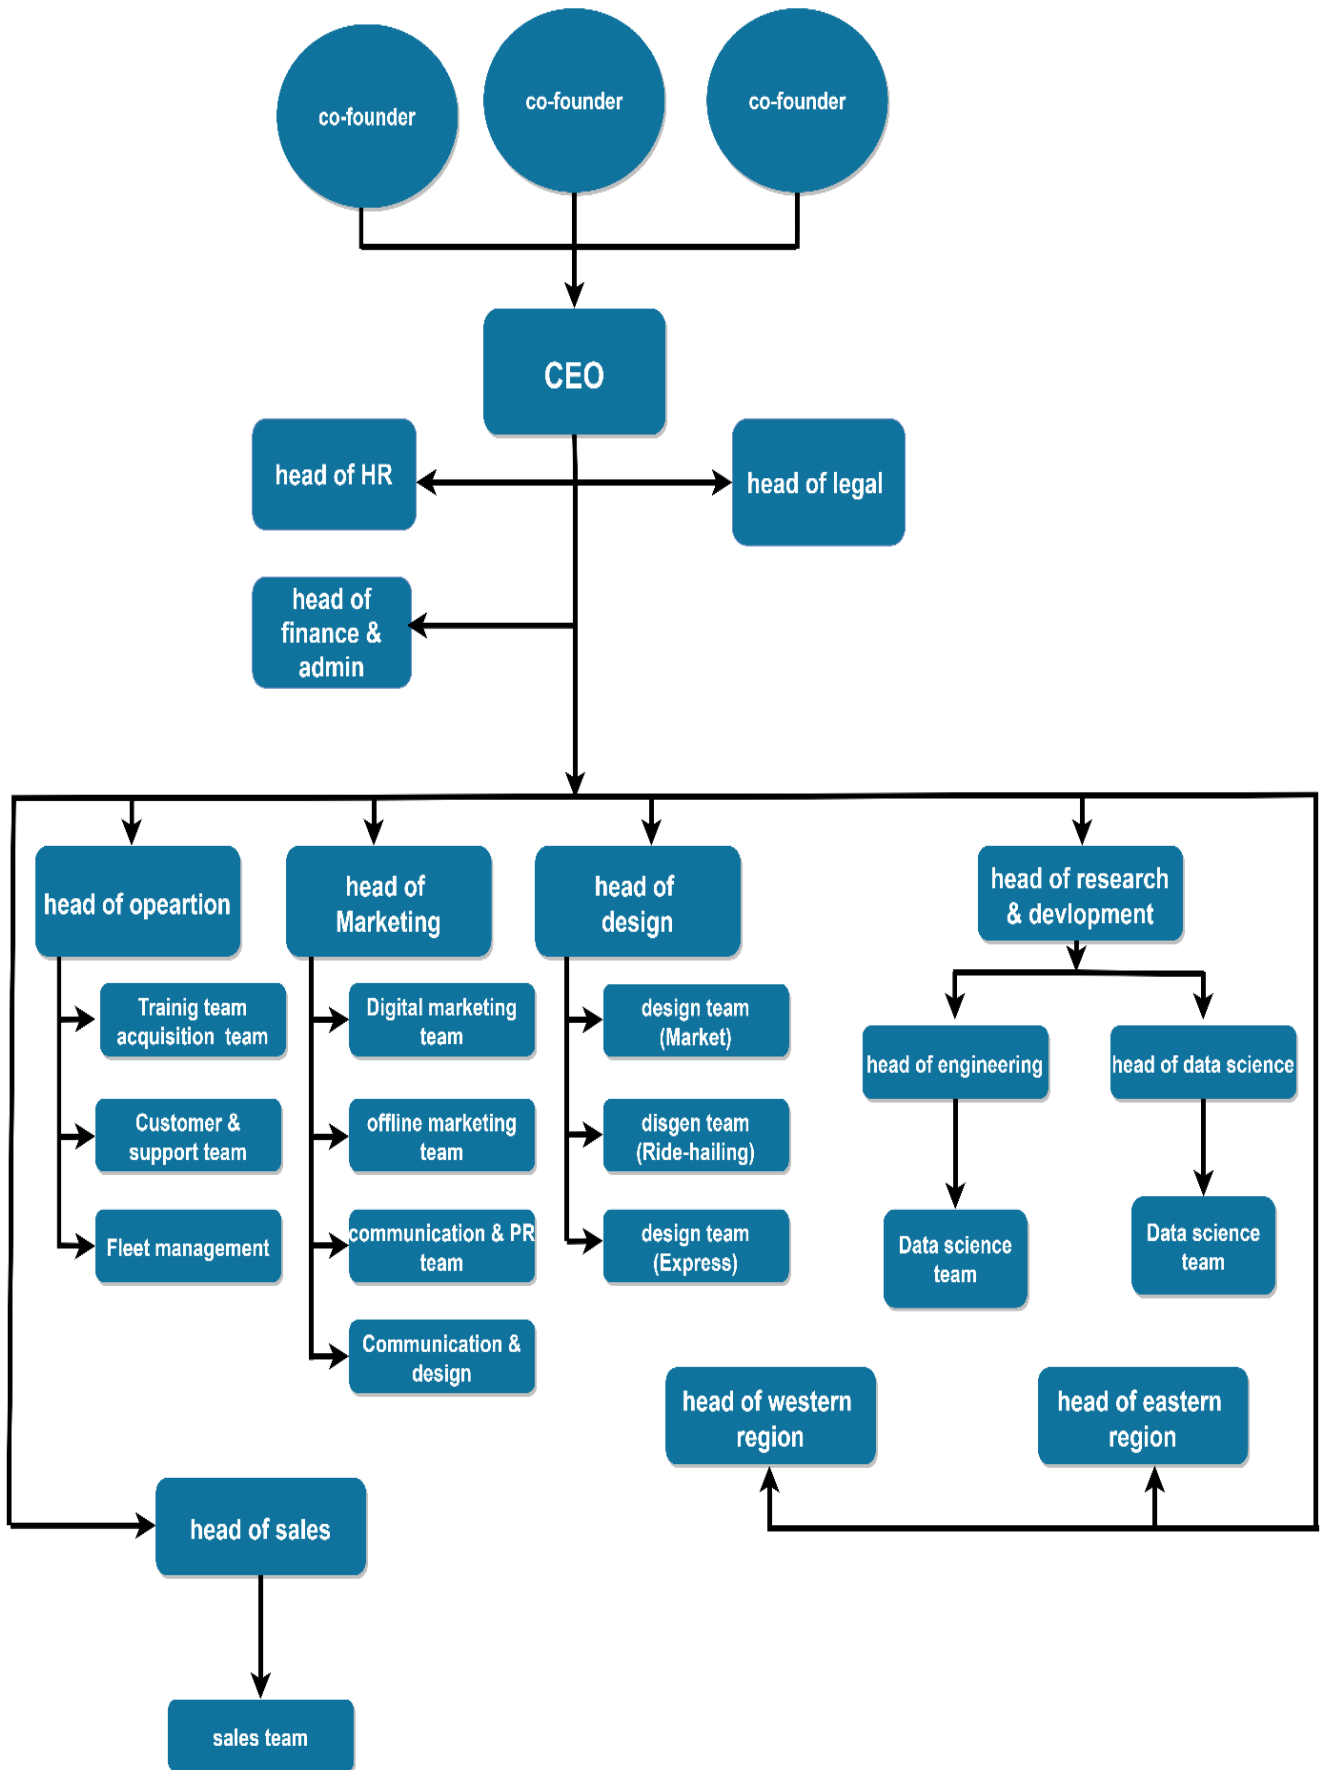 co-founder
co-founder
co-founder
CEO
head of HR
head of legal
head of
finance &
admin
head of opeartion
head of
Marketing
head of
design
head of research
& devlopment
Trainig team
acquisition team
Digital marketing
team
design team
(Market)
head of engineering
head of data science
Customer &
support team
offline marketing
team
disgen team
(Ride-hailing)
Fleet management
communication & PR
team
design team
(Express)
Data science
team
Data science
team
Communication &
design
head of western
region
head of eastern
region
head of sales
sales team